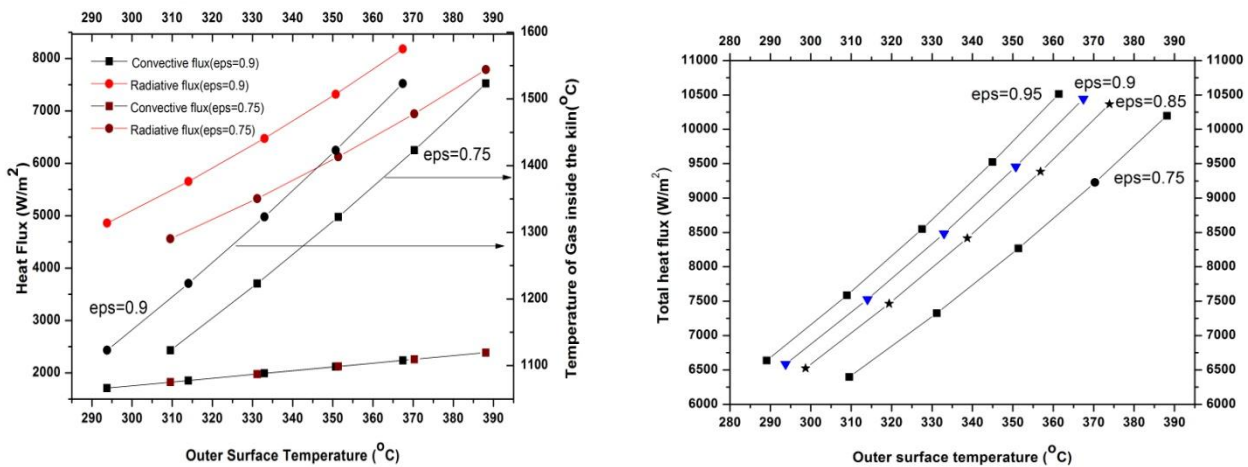 290 300 310 320 330 340 350 360 370 380 390
8000
7000
6000
5000
4000
3000
2000
Heat Flux (W/m²)
Convective flux(eps=0.9)
Radiative flux(eps=0.9)
Convective flux(eps=0.75)
Radiative flux(eps=0.75)
eps=0.75
eps=0.9
1600
1500
1400
1300
1200
1100
Temperature of Gas inside the kiln(°C)
290 300 310 320 330 340 350 360 370 380 390
Outer Surface Temperature (°C)
280 290 300 310 320 330 340 350 360 370 380 390 400
11000
10500
10000
9500
9000
8500
8000
7500
7000
6500
6000
Total heat flux (W/m²)
eps=0.95
eps=0.9
eps=0.85
eps=0.75
11000
10500
10000
9500
9000
8500
8000
7500
7000
6500
6000
280 290 300 310 320 330 340 350 360 370 380 390 400
Outer surface temperature (°C)